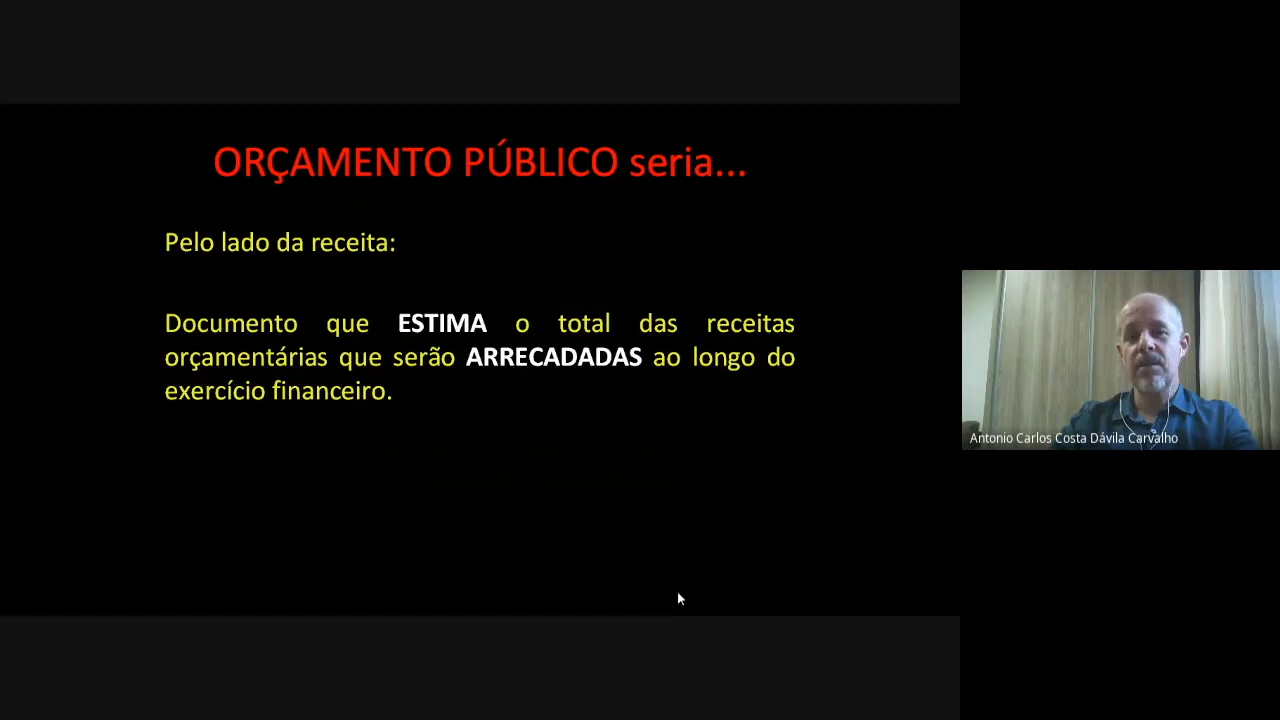 ORÇAMENTO PÚBLICO seria...
Pelo lado da receita:
Documento que ESTIMA o total das receitas
orçamentárias que serão ARRECADADAS ao longo do
exercício financeiro.
Antonio Carlos Costa Dávila Carvalho